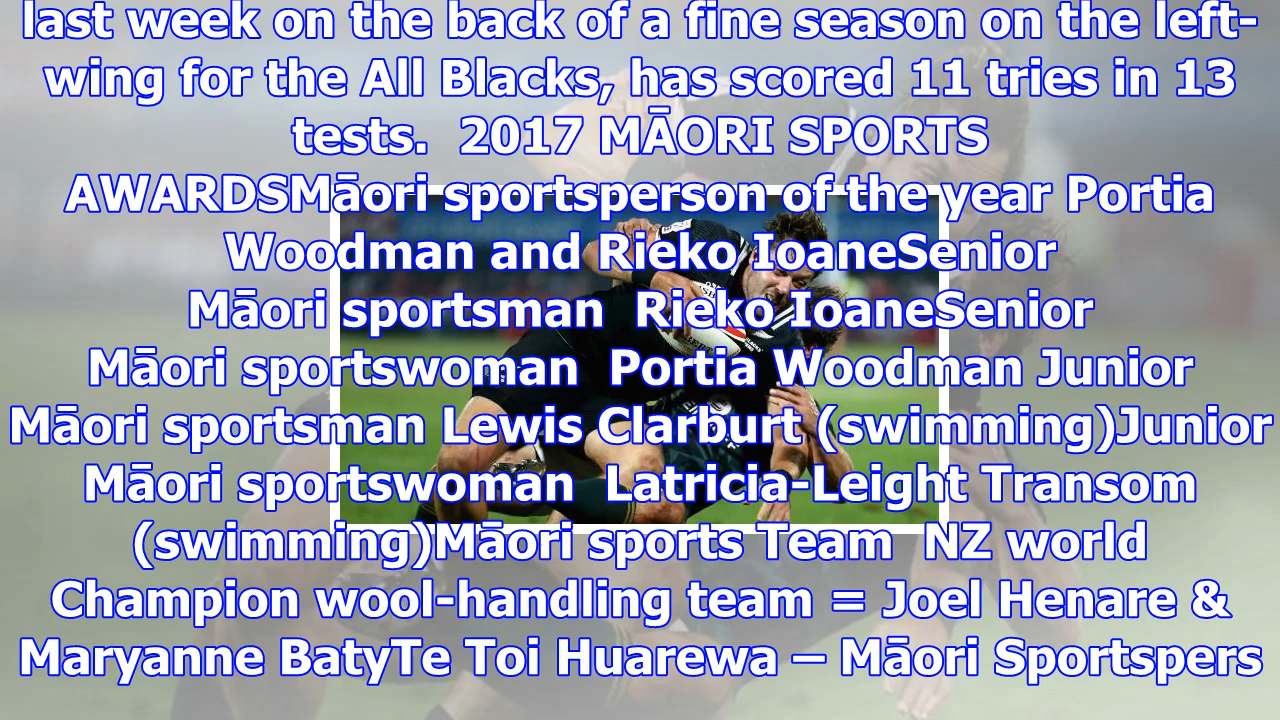 last week on the back of a fine season on the left-
wing for the All Blacks, has scored 11 tries in 13
tests.  2017 MĀORI SPORTS
AWARDSMāori sportsperson of the year Portia
Woodman and Rieko IoaneSenior
Māori sportsman  Rieko IoaneSenior
Māori sportswoman  Portia Woodman Junior
Māori sportsman Lewis Clarburt (swimming)Junior
Māori sportswoman  Latricia-Leight Transom
(swimming)Māori sports Team  NZ world
Champion wool-handling team = Joel Henare &
Maryanne BatyTe Toi Huarewa – Māori Sportspers